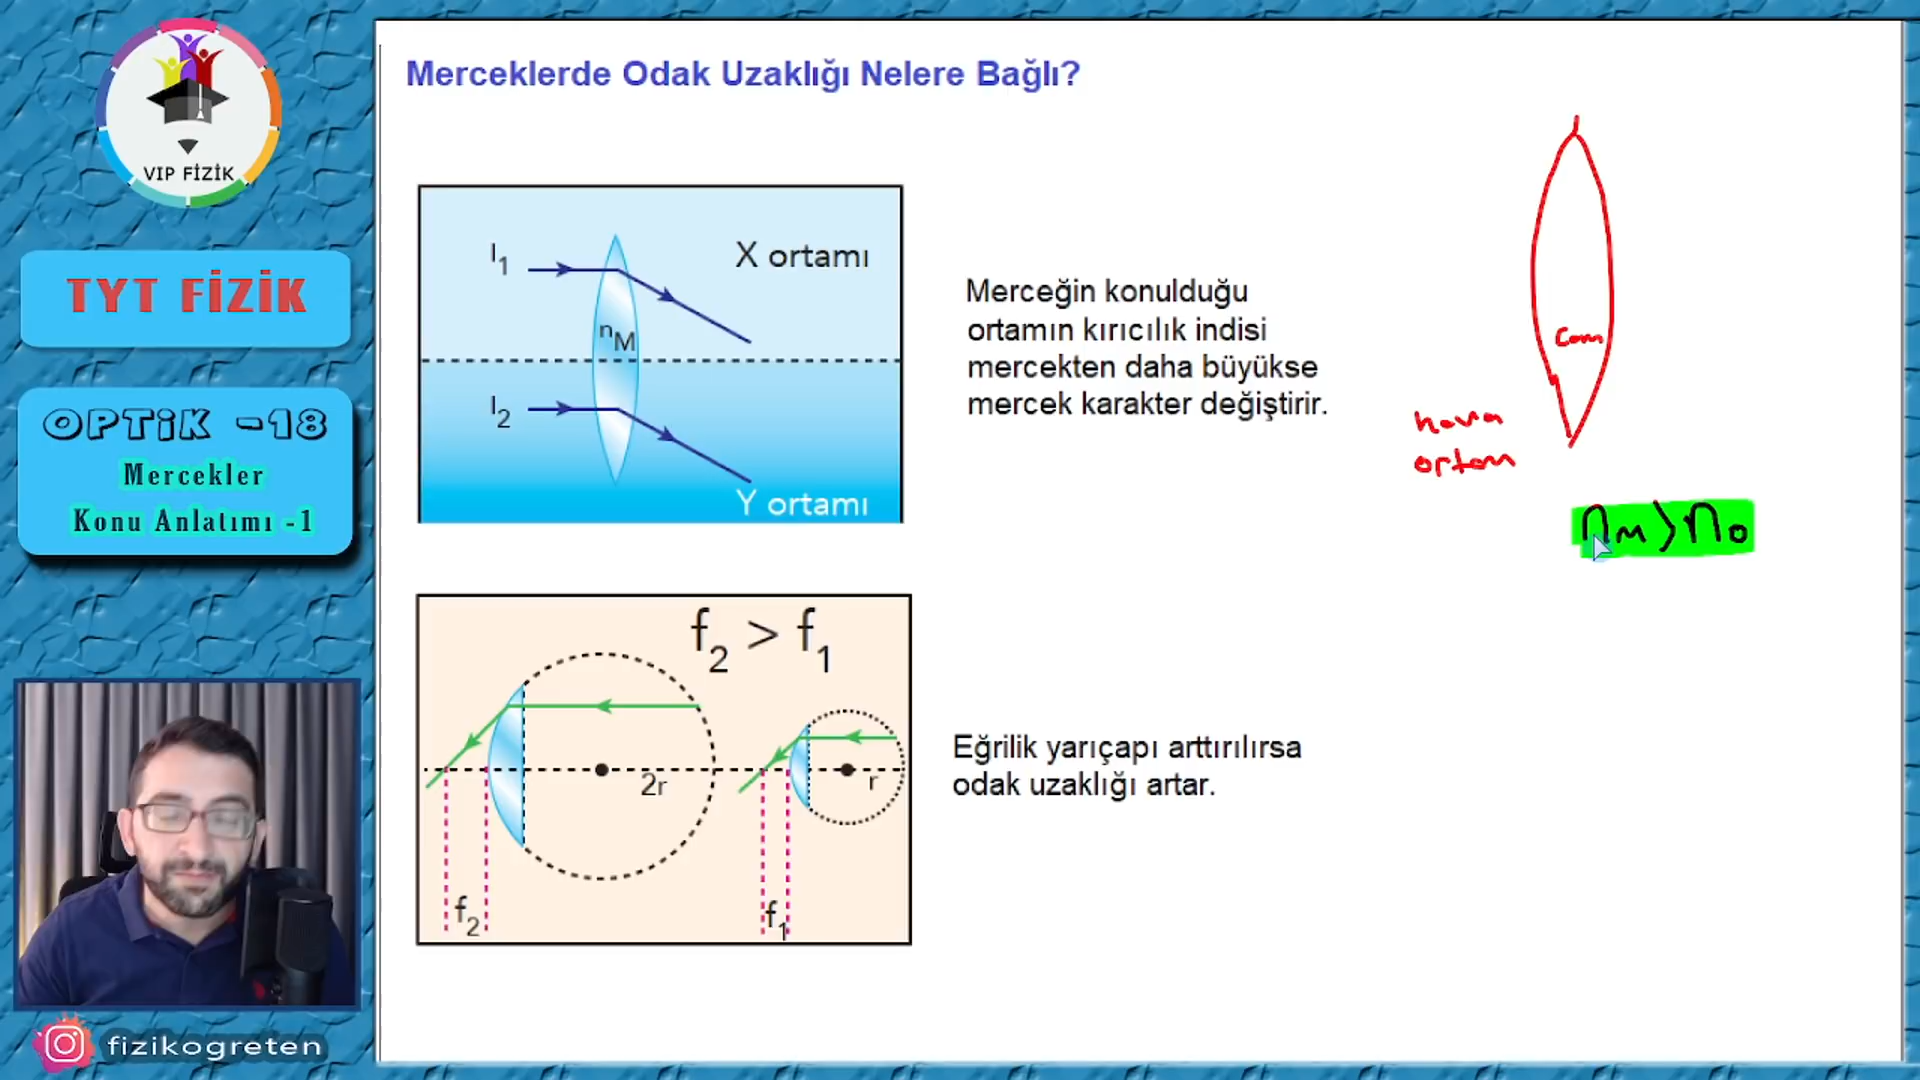 VIP FİZİK
TYT FİZİK
OPTiK -18
Mercekler
Konu Anlatımı -1
fizikogreten
Merceklerde Odak Uzaklığı Nelere Bağlı?
I1
X ortamı
nM
I2
Y ortamı
Merceğin konulduğu
ortamın kırıcılık indisi
mercekten daha büyükse
mercek karakter değiştirir.
Cam
hava
ortam
nM > no
f2 > f1
2r
r
f2
f1
Eğrilik yarıçapı arttırılırsa
odak uzaklığı artar.